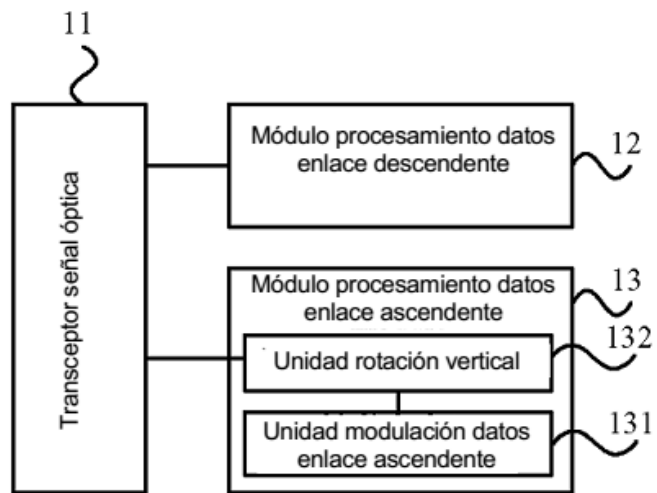 11
Transceptor señal óptica
Módulo procesamiento datos
enlace descendente
12
Módulo procesamiento datos
enlace ascendente
13
Unidad rotación vertical
132
Unidad modulación datos
enlace ascendente
131